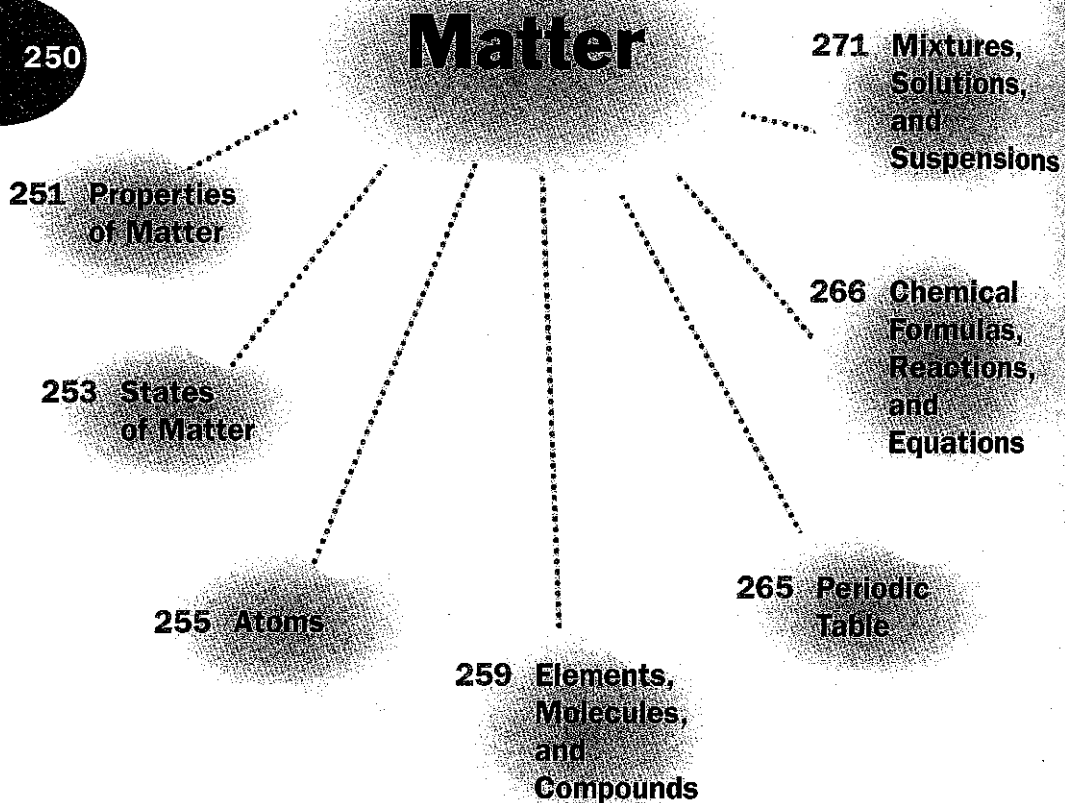 250
Matter
251 Properties
of Matter
253 States
of Matter
255 Atoms
259 Elements,
Molecules,
and
Compounds
265 Periodic
Table
266 Chemical
Formulas,
Reactions,
and
Equations
271 Mixtures,
Solutions,
and
Suspensions